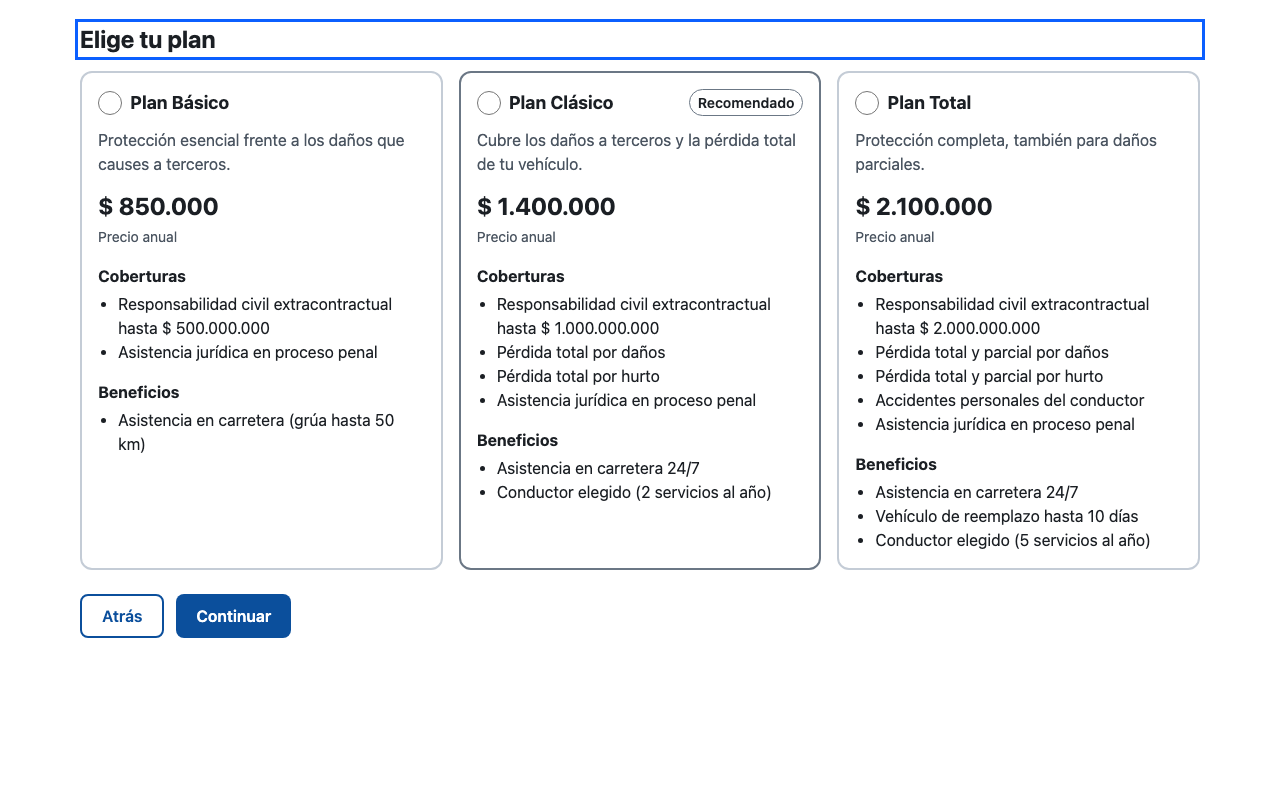 Elige tu plan
Plan Básico
Protección esencial frente a los daños que
causes a terceros.
$ 850.000
Precio anual
Coberturas
Responsabilidad civil extracontractual
hasta $ 500.000.000
Asistencia jurídica en proceso penal
Beneficios
Asistencia en carretera (grúa hasta 50
km)
Plan Clásico
Recomendado
Cubre los daños a terceros y la pérdida total
de tu vehículo.
$ 1.400.000
Precio anual
Coberturas
Responsabilidad civil extracontractual
hasta $ 1.000.000.000
Pérdida total por daños
Pérdida total por hurto
Asistencia jurídica en proceso penal
Beneficios
Asistencia en carretera 24/7
Conductor elegido (2 servicios al año)
Plan Total
Protección completa, también para daños
parciales.
$ 2.100.000
Precio anual
Coberturas
Responsabilidad civil extracontractual
hasta $ 2.000.000.000
Pérdida total y parcial por daños
Pérdida total y parcial por hurto
Accidentes personales del conductor
Asistencia jurídica en proceso penal
Beneficios
Asistencia en carretera 24/7
Vehículo de reemplazo hasta 10 días
Conductor elegido (5 servicios al año)
Atrás
Continuar